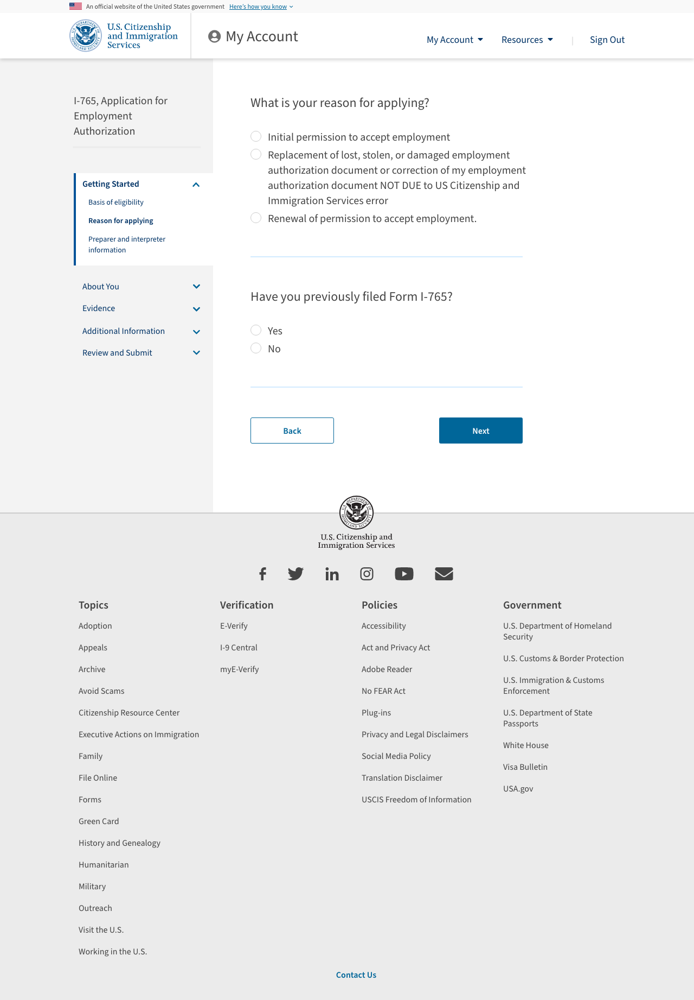 An official website of the United States government Here's how you know
U.S. Citizenship
and Immigration
Services
My Account
My Account
Resources
Sign Out
I-765, Application for
Employment
Authorization
Getting Started
Basis of eligibility
Reason for applying
Preparer and interpreter
information
About You
Evidence
Additional Information
Review and Submit
What is your reason for applying?
Initial permission to accept employment
Replacement of lost, stolen, or damaged employment
authorization document or correction of my employment
authorization document NOT DUE to US Citizenship and
Immigration Services error
Renewal of permission to accept employment.
Have you previously filed Form I-765?
Yes
No
Back
Next
U.S. DEPARTMENT OF
HOMELAND SECURITY
U.S. Citizenship and
Immigration Services
Topics
Adoption
Appeals
Archive
Avoid Scams
Citizenship Resource Center
Executive Actions on Immigration
Family
File Online
Forms
Green Card
History and Genealogy
Humanitarian
Military
Outreach
Visit the U.S.
Working in the U.S.
Verification
E-Verify
I-9 Central
myE-Verify
Policies
Accessibility
Act and Privacy Act
Adobe Reader
No FEAR Act
Plug-ins
Privacy and Legal Disclaimers
Social Media Policy
Translation Disclaimer
USCIS Freedom of Information
Government
U.S. Department of Homeland
Security
U.S. Customs & Border Protection
U.S. Immigration & Customs
Enforcement
U.S. Department of State
Passports
White House
Visa Bulletin
USA.gov
Contact Us